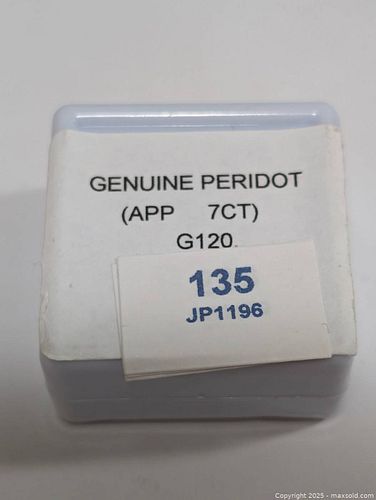 GENUINE PERIDOT
(APP 7CT)
G120
135
JP1196
Copyright © 2025 - maxsold.com